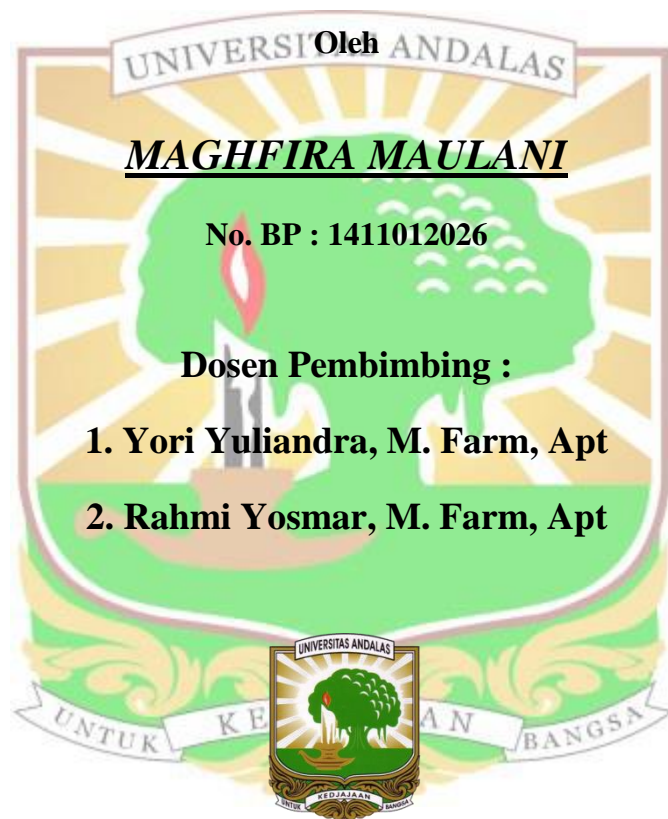 UNIVERSITAS ANDALAS
Oleh
MAGHFIRA MAULANI
No. BP : 1411012026
Dosen Pembimbing :
1. Yori Yuliandra, M. Farm, Apt
2. Rahmi Yosmar, M. Farm, Apt
UNIVERSITAS ANDALAS
UNTUK KEDJAJAAN BANGSA
UNTUK KEDJAJAAN BANGSA